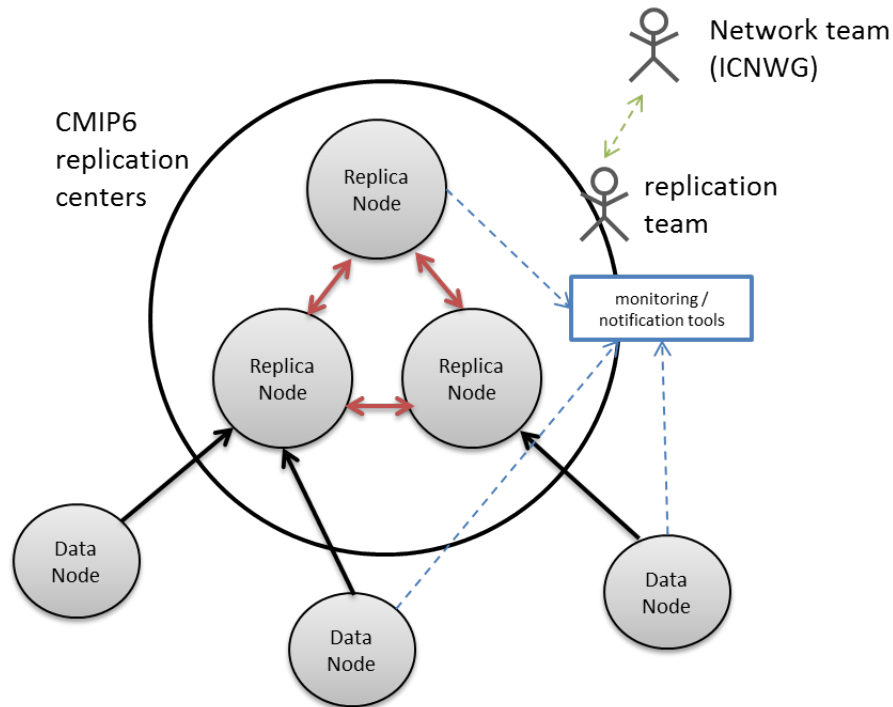 Network team
(ICNWG)
CMIP6
replication
centers
Replica
Node
replication
team
monitoring /
notification tools
Replica
Node
Replica
Node
Data
Node
Data
Node
Data
Node